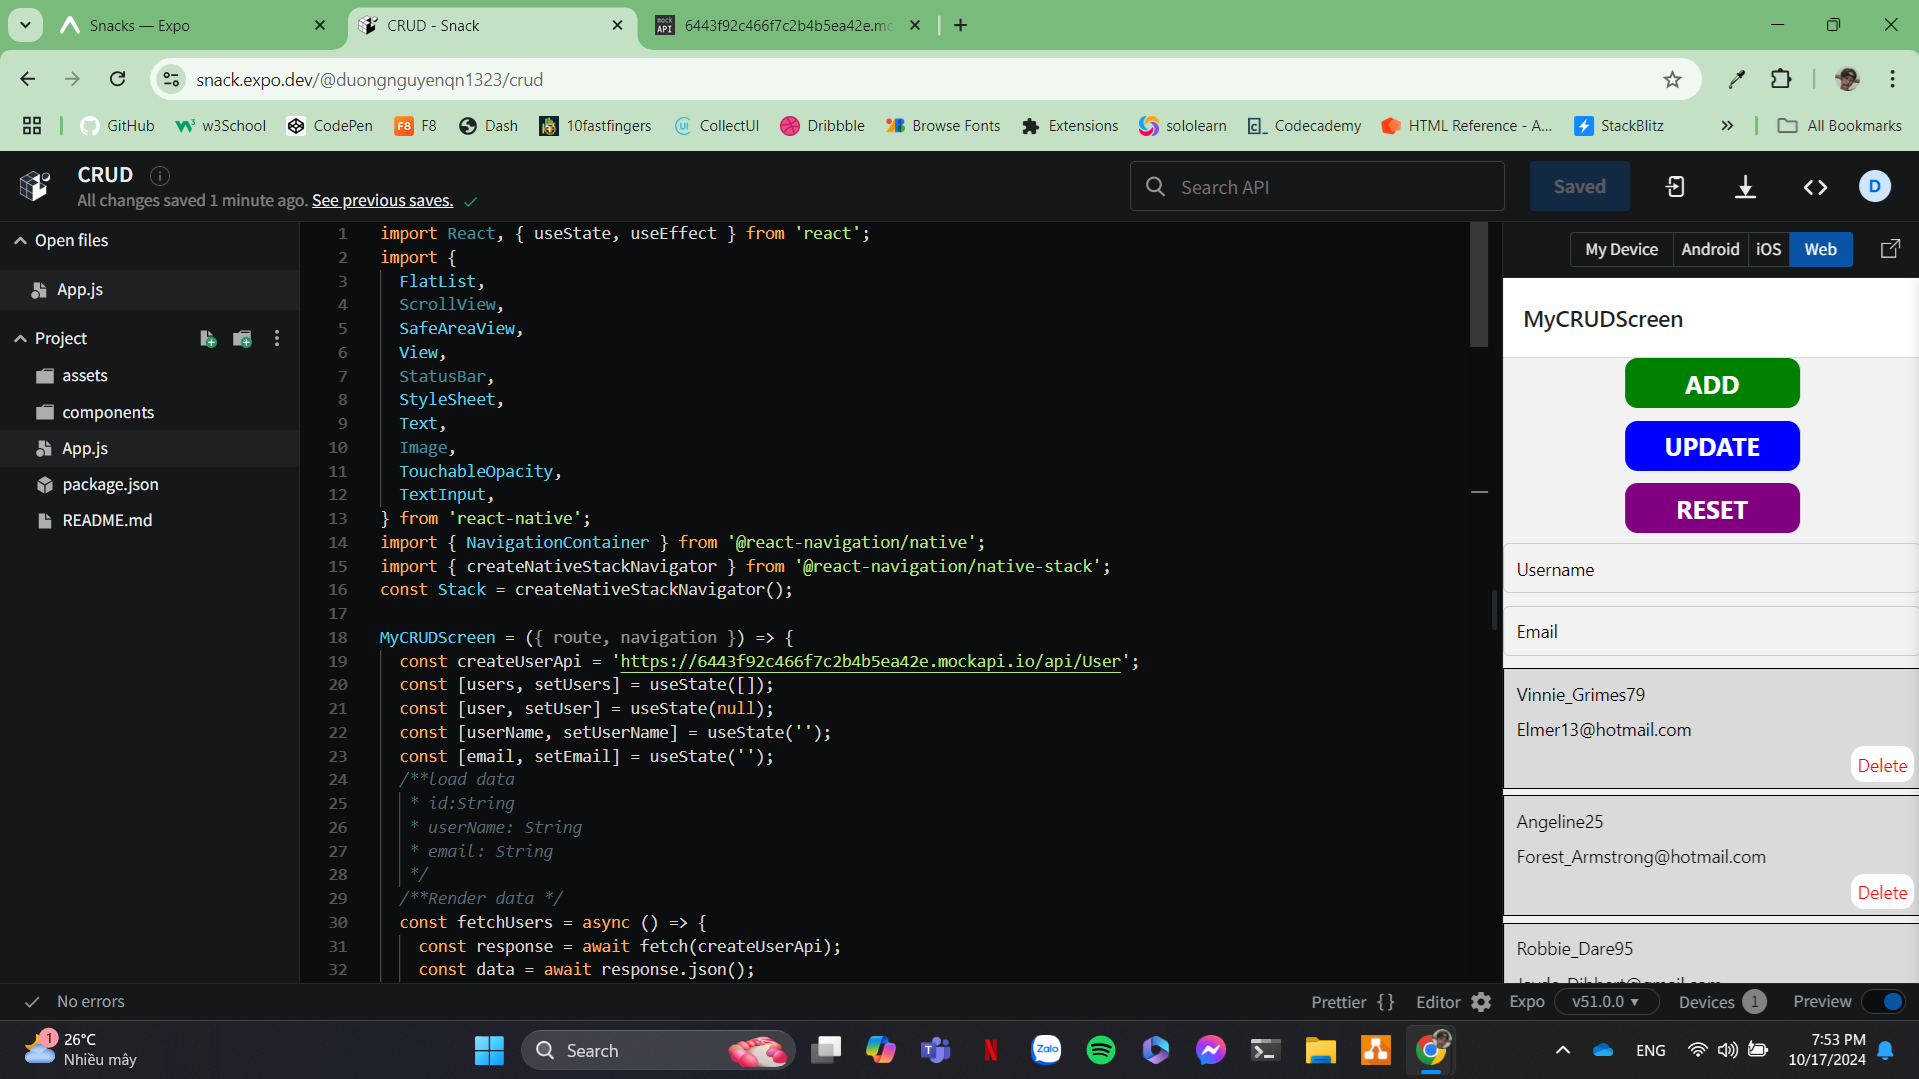 Snacks — Expo
CRUD - Snack
mock API
6443f92c466f7c2b4b5ea42e.mo
snack.expo.dev/@duongnguyenqn1323/crud
GitHub
w3School
CodePen
F8 F8
Dash
10fastfingers
CollectUI
Dribbble
Browse Fonts
Extensions
sololearn
Codecademy
HTML Reference - A...
StackBlitz
All Bookmarks
CRUD
All changes saved 1 minute ago. See previous saves.
Search API
Saved
D
Open files
App.js
Project
assets
components
App.js
package.json
README.md
1 import React, { useState, useEffect } from 'react';
2 import {
3 FlatList,
4 ScrollView,
5 SafeAreaView,
6 View,
7 StatusBar,
8 StyleSheet,
9 Text,
10 Image,
11 TouchableOpacity,
12 TextInput,
13 } from 'react-native';
14 import { NavigationContainer } from '@react-navigation/native';
15 import { createNativeStackNavigator } from '@react-navigation/native-stack';
16 const Stack = createNativeStackNavigator();
17
18 MyCRUDScreen = ({ route, navigation }) => {
19 const createUserApi = 'https://6443f92c466f7c2b4b5ea42e.mockapi.io/api/User';
20 const [users, setUsers] = useState([]);
21 const [user, setUser] = useState(null);
22 const [userName, setUserName] = useState('');
23 const [email, setEmail] = useState('');
24 /**load data
25 * id:String
26 * userName: String
27 * email: String
28 */
29 /**Render data */
30 const fetchUsers = async () => {
31 const response = await fetch(createUserApi);
32 const data = await response.json();
My Device
Android
iOS
Web
MyCRUDScreen
ADD
UPDATE
RESET
Username
Email
Vinnie_Grimes79
Elmer13@hotmail.com
Delete
Angeline25
Forest_Armstrong@hotmail.com
Delete
Robbie_Dare95
No errors
Prettier {}
Editor
Expo
v51.0.0
Devices 1
Preview
1
26°C
Nhiều mây
Search
Zalo
ENG
7:53 PM
10/17/2024